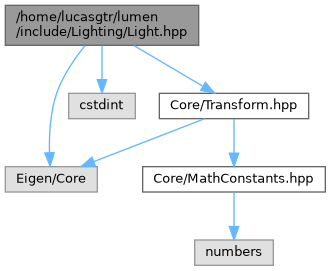 /home/lucasgtr/lumen
/include/Lighting/Light.hpp
cstdint
Core/Transform.hpp
Eigen/Core
Core/MathConstants.hpp
numbers